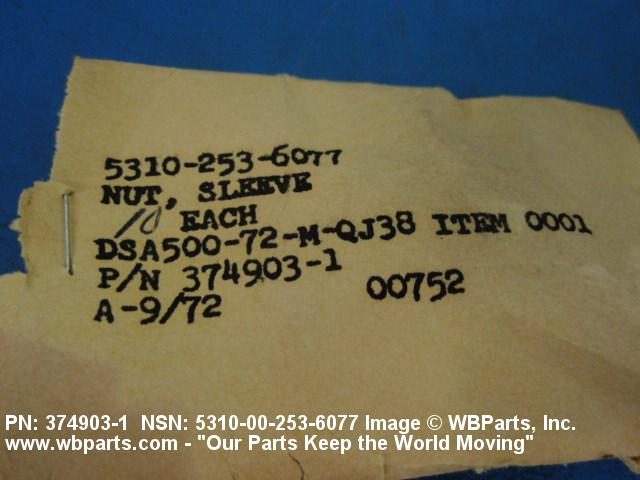 5310-253-6077
NUT, SLEEVE
10 EACH
DSA500-72-M-QJ38 ITEM 0001
P/N 374903-1
00752
A-9/72
PN: 374903-1 NSN: 5310-00-253-6077 Image © WBParts, Inc.
www.wbparts.com - "Our Parts Keep the World Moving"